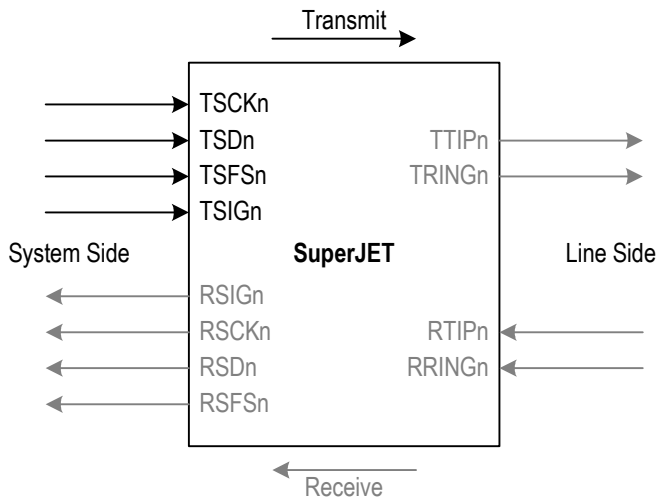 Transmit
TSCKn
TSDn
TSFSn
TSIGn
TTIPn
TRINGn
System Side
SuperJET
Line Side
RSIGn
RSCKn
RSDn
RSFSn
RTIPn
RRINGn
Receive